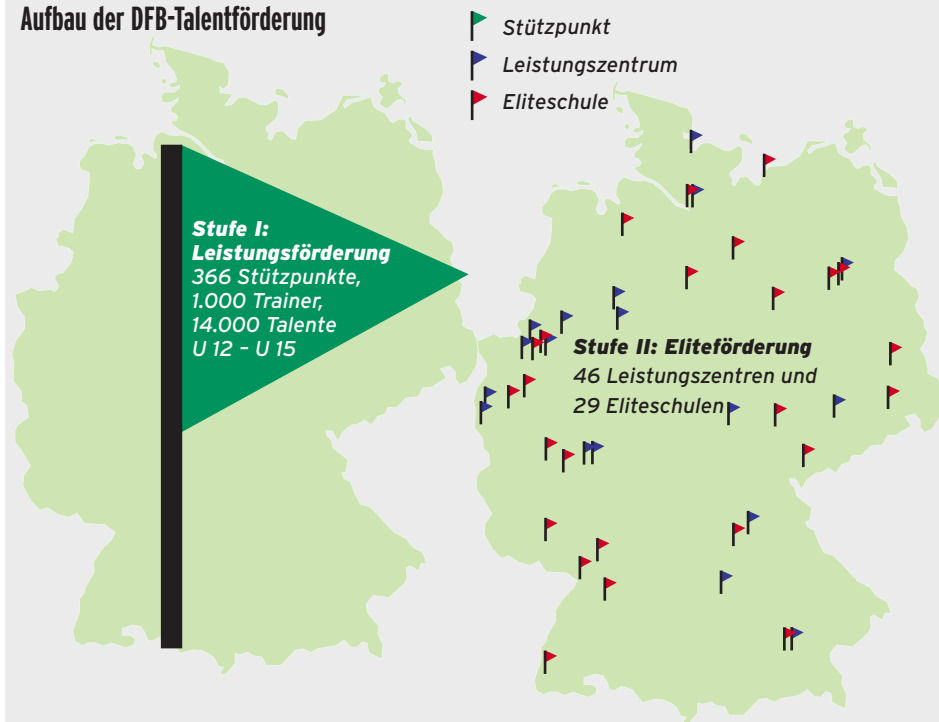 Aufbau der DFB-Talentförderung
Stützpunkt
Leistungszentrum
Eliteschule
Stufe I:
Leistungsförderung
366 Stützpunkte,
1.000 Trainer,
14.000 Talente
U 12 – U 15
Stufe II: Eliteförderung
46 Leistungszentren und
29 Eliteschulen